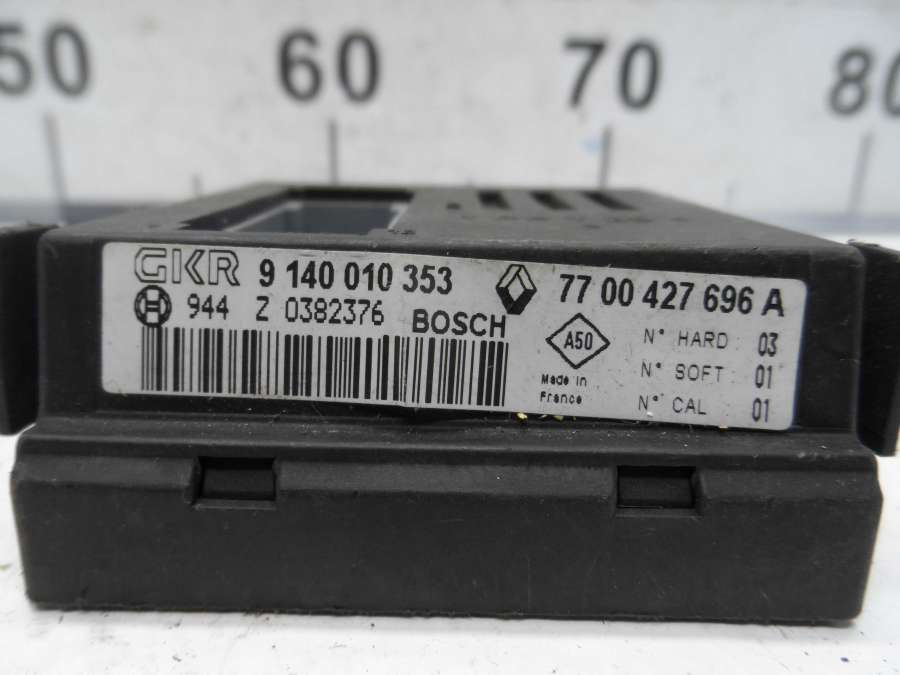 50 60 70 80
GKR 9 140 010 353 77 00 427 696 A
944 Z 0382376 BOSCH
A50
Made in
France
N° HARD : 03
N° SOFT : 01
N° CAL : 01